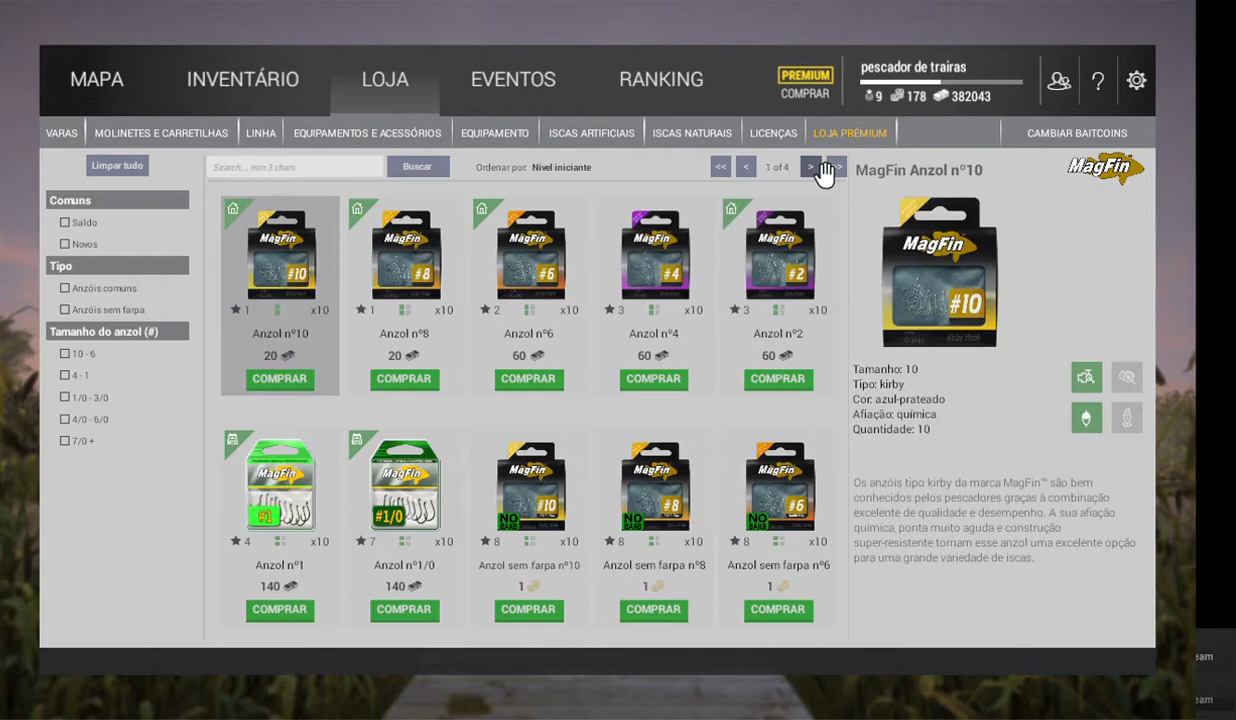 MAPA INVENTÁRIO LOJA EVENTOS RANKING
PREMIUM
COMPRAR
pescador de trairas
9 178 382043
?
VARAS MOLINETES E CARRETILHAS LINHA EQUIPAMENTOS E ACESSÓRIOS EQUIPAMENTO ISCAS ARTIFICIAIS ISCAS NATURAIS LICENÇAS LOJA PRÊMIUM CAMBIAR BAITCOINS
Limpar tudo
Comuns
Saldo
Novos
Tipo
Anzóis comuns
Anzóis sem farpa
Tamanho do anzol (#)
10 - 6
4 - 1
1/0 - 3/0
4/0 - 6/0
7/0 +
Search... min 3 chars Buscar Ordenar por: Nível iniciante << < 1 of 4 >
MagFin MagFin MagFin MagFin MagFin
#10 #8 #6 #4 #2
1 x10 1 x10 2 x10 3 x10 3 x10
Anzol nº10 Anzol nº8 Anzol nº6 Anzol nº4 Anzol nº2
20 20 60 60 60
COMPRAR COMPRAR COMPRAR COMPRAR COMPRAR
MagFin MagFin MagFin MagFin MagFin
#1 #1/0 #10 #8 #6
NO BARB NO BARB NO BARB
4 x10 7 x10 8 x10 8 x10 8 x10
Anzol nº1 Anzol nº1/0 Anzol sem farpa nº10 Anzol sem farpa nº8 Anzol sem farpa nº6
140 140 1 1 1
COMPRAR COMPRAR COMPRAR COMPRAR COMPRAR
MagFin Anzol nº10 MagFin
MagFin
#10
Kirby Hook
Tamanho: 10
Tipo: kirby
Cor: azul-prateado
Afiação: química
Quantidade: 10
Os anzóis tipo kirby da marca MagFin™ são bem
conhecidos pelos pescadores graças à combinação
excelente de qualidade e desempenho. A sua afiação
química, ponta muito aguda e construção
super-resistente tornam esse anzol uma excelente opção
para uma grande variedade de iscas.
eam
eam